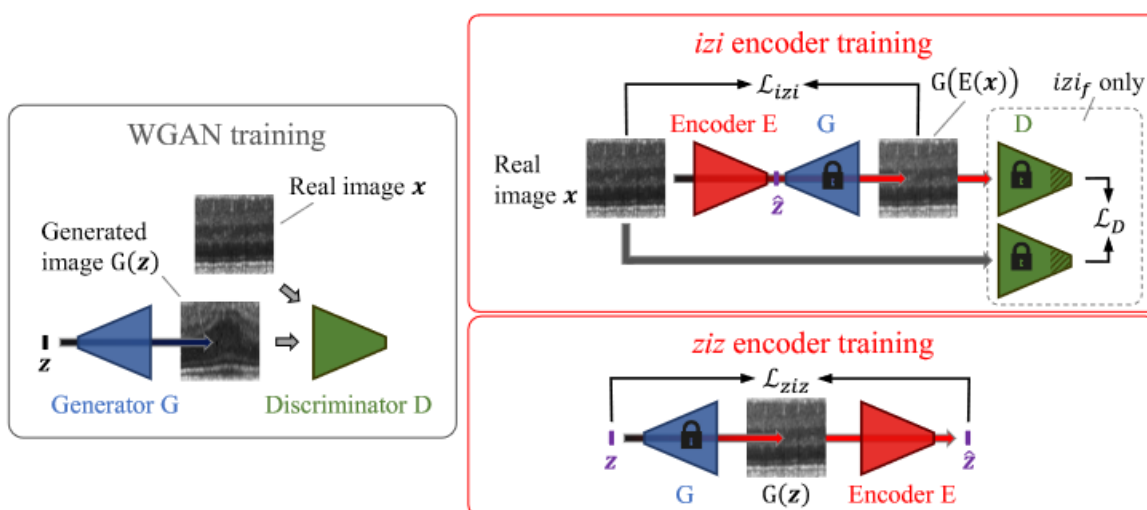 WGAN training
Real image x
Generated
image G(z)
z
Generator G
Discriminator D
izi encoder training
ℒizi
G(E(x))
izif only
Encoder E
G
D
Real
image x
ẑ
ℒD
ziz encoder training
ℒziz
z
ẑ
G
G(z)
Encoder E